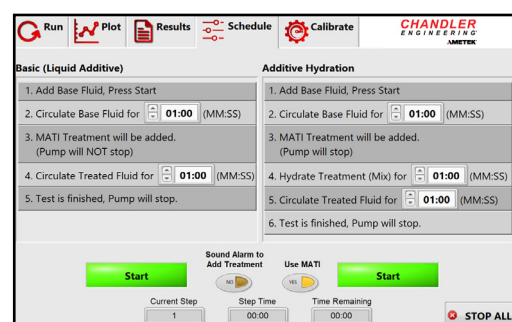 Run Plot Results Schedule Calibrate
CHANDLER
ENGINEERING
AMETEK
Basic (Liquid Additive)
1. Add Base Fluid, Press Start
2. Circulate Base Fluid for 01:00 (MM:SS)
3. MATI Treatment will be added.
(Pump will NOT stop)
4. Circulate Treated Fluid for 01:00 (MM:SS)
5. Test is finished, Pump will stop.
Additive Hydration
1. Add Base Fluid, Press Start
2. Circulate Base Fluid for 01:00 (MM:SS)
3. MATI Treatment will be added.
(Pump will stop)
4. Hydrate Treatment (Mix) for 01:00 (MM:SS)
5. Circulate Treated Fluid for 01:00 (MM:SS)
6. Test is finished, Pump will stop.
Start
Sound Alarm to
Add Treatment
NO
Use MATI
YES
Start
Current Step Step Time Time Remaining
1 00:00 00:00
STOP ALL